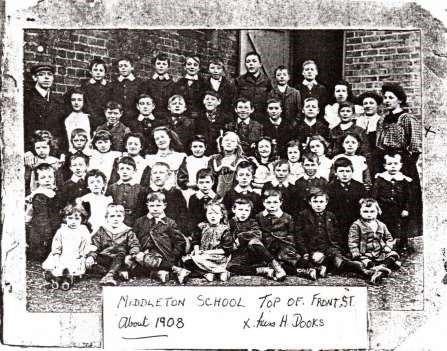 MIDDLETON SCHOOL TOP OF. FRONT ST.
About 1908 X. Miss H. DOOKS